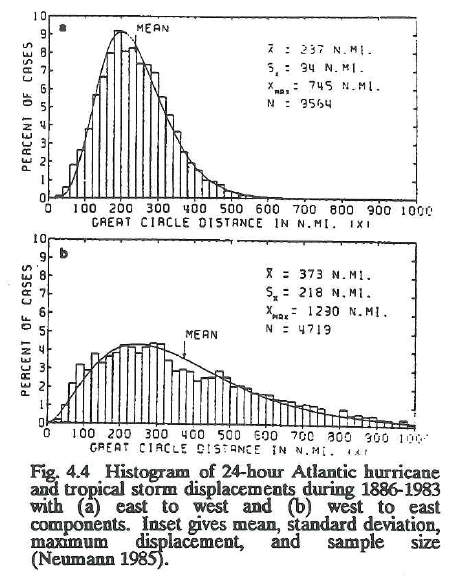 10
9
8
7
6
5
4
3
2
1
0
PERCENT OF CASES
a
MEAN
X̄ = 237 N.MI.
Sₓ = 94 N.MI.
Xₘₐₓ = 745 N.MI.
N = 9564
0 100 200 300 400 500 600 700 800 900 1000
GREAT CIRCLE DISTANCE IN N.MI. (X)
10
9
8
7
6
5
4
3
2
1
0
PERCENT OF CASES
b
MEAN
X̄ = 373 N.MI.
Sₓ = 218 N.MI.
Xₘₐₓ = 1230 N.MI.
N = 4719
0 100 200 300 400 500 600 700 800 900 1000
GREAT CIRCLE DISTANCE IN N.MI. (X)
Fig. 4.4 Histogram of 24-hour Atlantic hurricane
and tropical storm displacements during 1886-1983
with (a) east to west and (b) west to east
components. Inset gives mean, standard deviation,
maximum displacement, and sample size
(Neumann 1985).